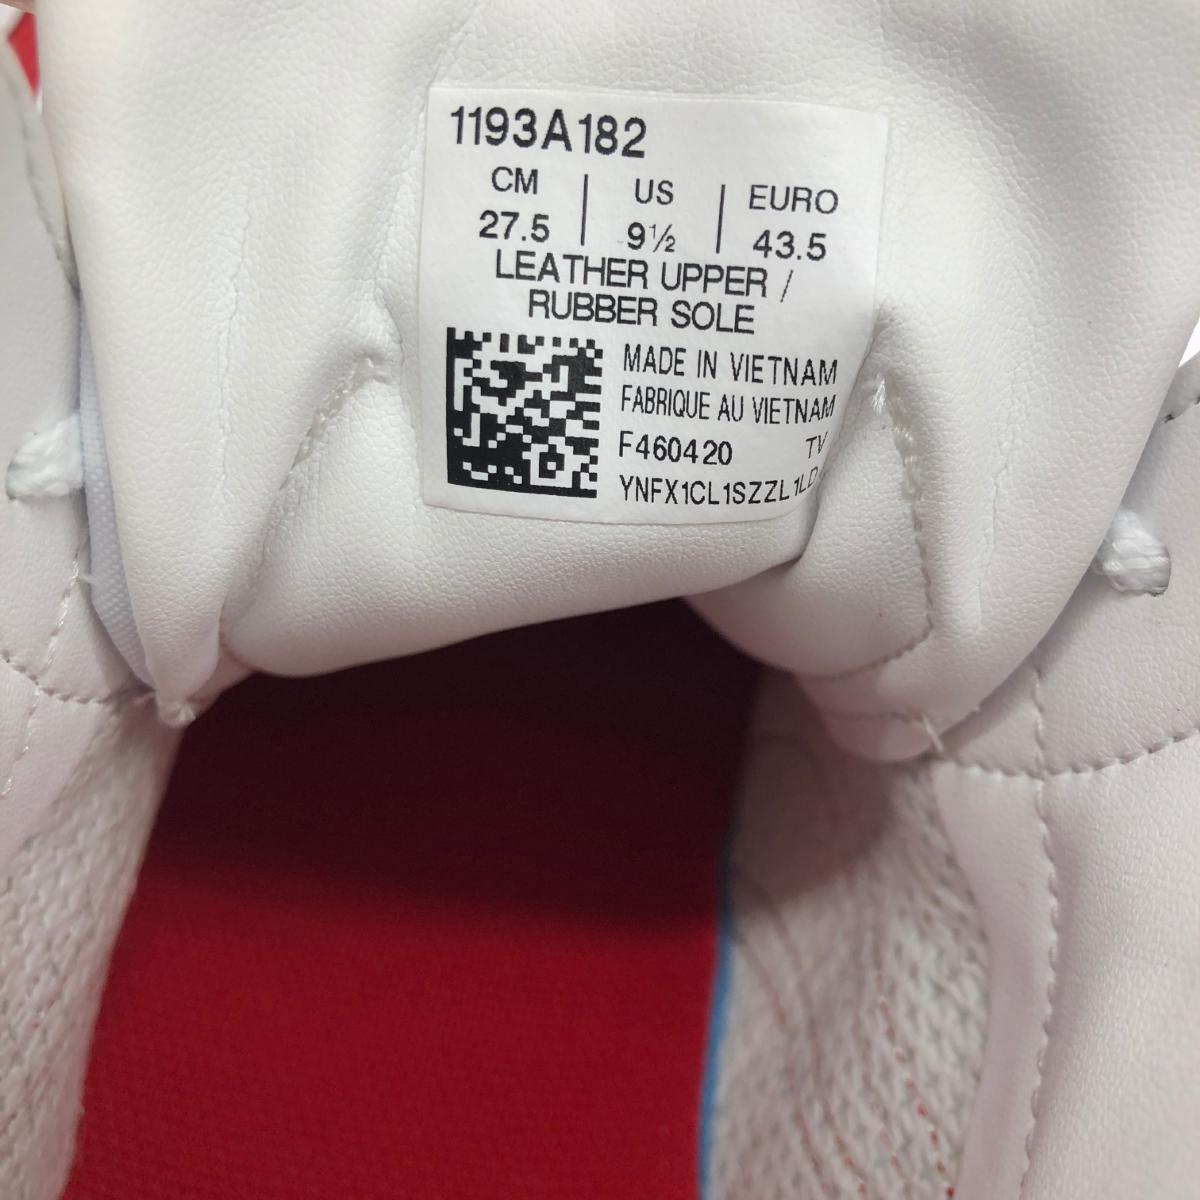 1193A182
CM | US | EURO
27.5 | 9½ | 43.5
LEATHER UPPER /
RUBBER SOLE
MADE IN VIETNAM
FABRIQUE AU VIETNAM
F460420 TV
YNFX1CL1SZZL1LD